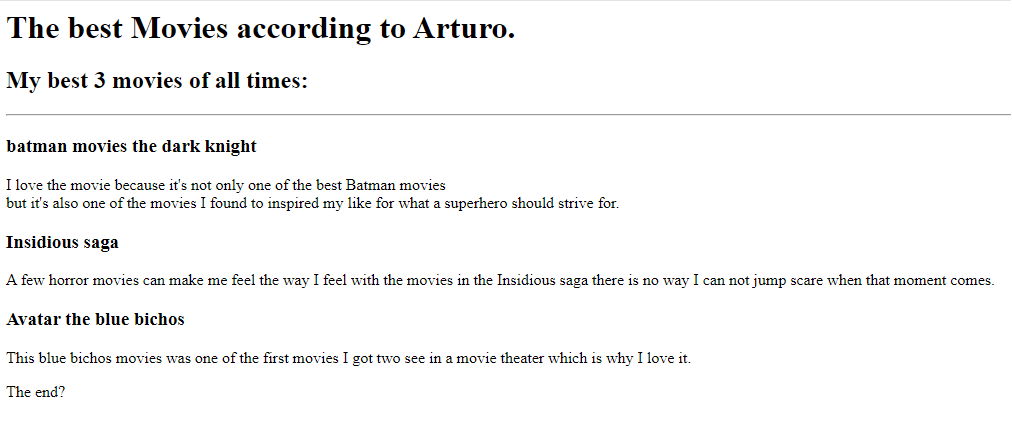 The best Movies according to Arturo.
My best 3 movies of all times:
batman movies the dark knight
I love the movie because it's not only one of the best Batman movies
but it's also one of the movies I found to inspired my like for what a superhero should strive for.
Insidious saga
A few horror movies can make me feel the way I feel with the movies in the Insidious saga there is no way I can not jump scare when that moment comes.
Avatar the blue bichos
This blue bichos movies was one of the first movies I got two see in a movie theater which is why I love it.
The end?